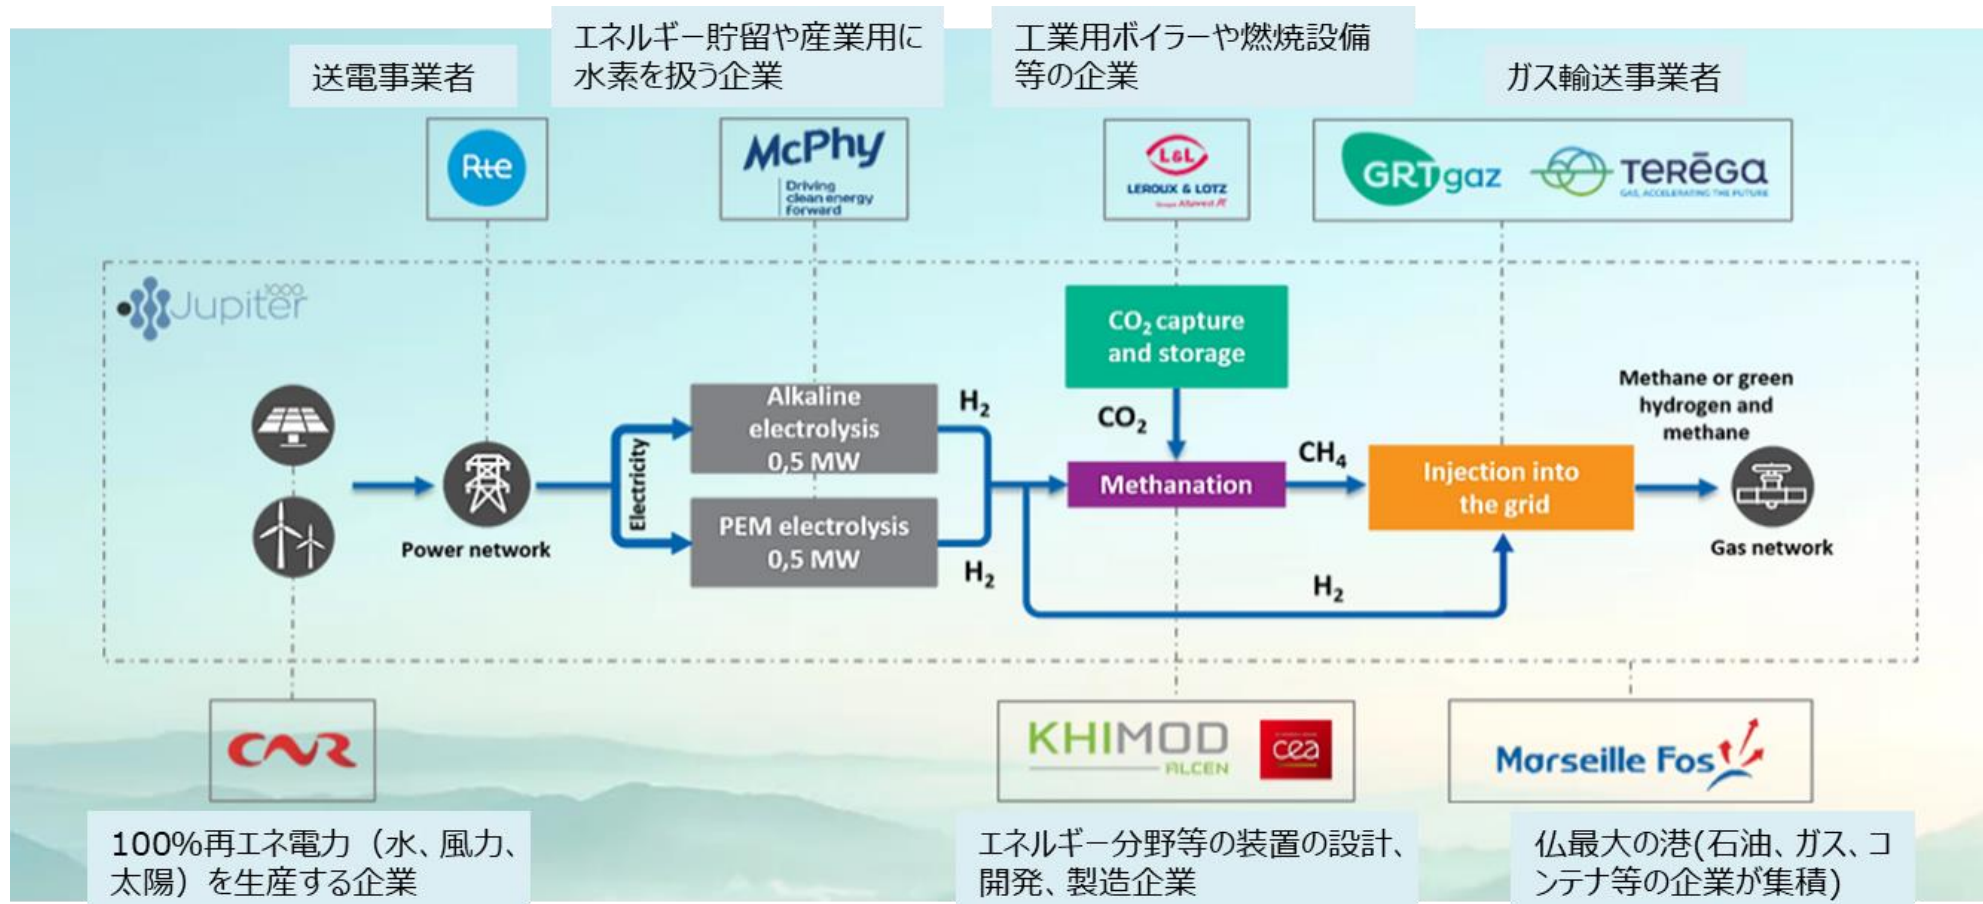 送電事業者
エネルギー貯留や産業用に
水素を扱う企業
工業用ボイラーや燃焼設備
等の企業
ガス輸送事業者
Rte
McPhy
Driving
clean energy
forward
L&L
LEROUX & LOTZ
Groupe Altawest
GRTgaz
TERĒGA
GAS, ACCELERATING THE FUTURE
Jupiter 1000
CO₂ capture
and storage
CO₂
Alkaline
electrolysis
0,5 MW
H₂
Electricity
PEM electrolysis
0,5 MW
H₂
Power network
Methanation
CH₄
Injection into
the grid
H₂
Methane or green
hydrogen and
methane
Gas network
CNR
KHIMOD
ALCEN
cea
Marseille Fos
100%再エネ電力（水、風力、
太陽）を生産する企業
エネルギー分野等の装置の設計、
開発、製造企業
仏最大の港(石油、ガス、コ
ンテナ等の企業が集積)